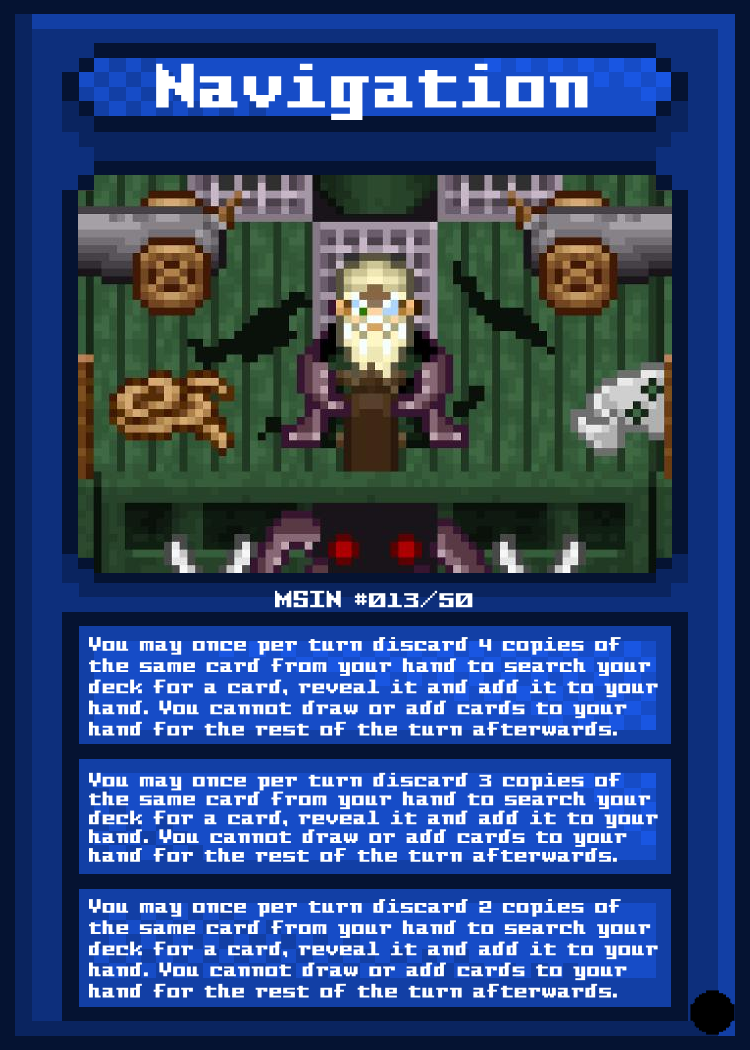 Navigation
MSIN #013/50
You may once per turn discard 4 copies of
the same card from your hand to search your
deck for a card, reveal it and add it to your
hand. You cannot draw or add cards to your
hand for the rest of the turn afterwards.
You may once per turn discard 3 copies of
the same card from your hand to search your
deck for a card, reveal it and add it to your
hand. You cannot draw or add cards to your
hand for the rest of the turn afterwards.
You may once per turn discard 2 copies of
the same card from your hand to search your
deck for a card, reveal it and add it to your
hand. You cannot draw or add cards to your
hand for the rest of the turn afterwards.